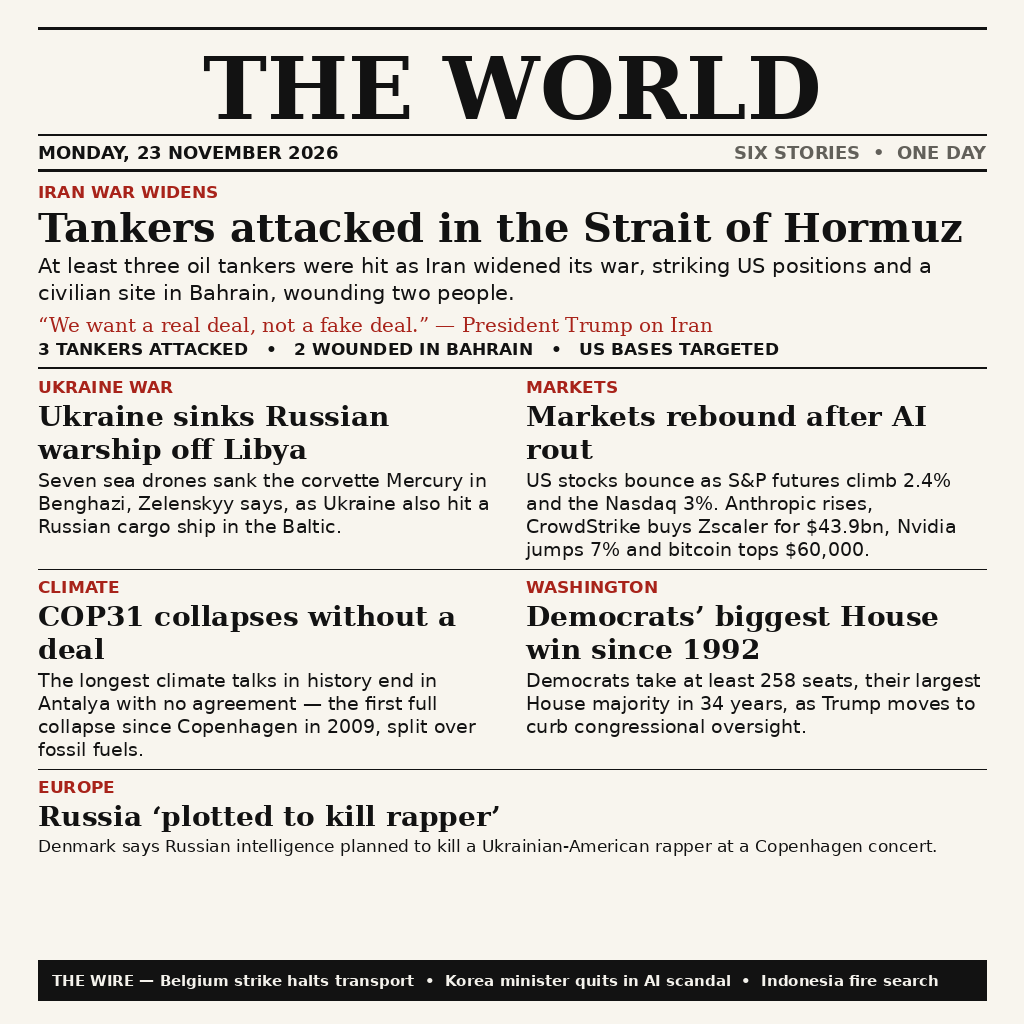 THE WORLD
MONDAY, 23 NOVEMBER 2026
SIX STORIES • ONE DAY
IRAN WAR WIDENS
Tankers attacked in the Strait of Hormuz
At least three oil tankers were hit as Iran widened its war, striking US positions and a
civilian site in Bahrain, wounding two people.
“We want a real deal, not a fake deal.” — President Trump on Iran
3 TANKERS ATTACKED • 2 WOUNDED IN BAHRAIN • US BASES TARGETED
UKRAINE WAR
Ukraine sinks Russian
warship off Libya
Seven sea drones sank the corvette Mercury in
Benghazi, Zelenskyy says, as Ukraine also hit a
Russian cargo ship in the Baltic.
MARKETS
Markets rebound after AI
rout
US stocks bounce as S&P futures climb 2.4%
and the Nasdaq 3%. Anthropic rises,
CrowdStrike buys Zscaler for $43.9bn, Nvidia
jumps 7% and bitcoin tops $60,000.
CLIMATE
COP31 collapses without a
deal
The longest climate talks in history end in
Antalya with no agreement — the first full
collapse since Copenhagen in 2009, split over
fossil fuels.
WASHINGTON
Democrats’ biggest House
win since 1992
Democrats take at least 258 seats, their largest
House majority in 34 years, as Trump moves to
curb congressional oversight.
EUROPE
Russia ‘plotted to kill rapper’
Denmark says Russian intelligence planned to kill a Ukrainian-American rapper at a Copenhagen concert.
THE WIRE — Belgium strike halts transport • Korea minister quits in AI scandal • Indonesia fire search